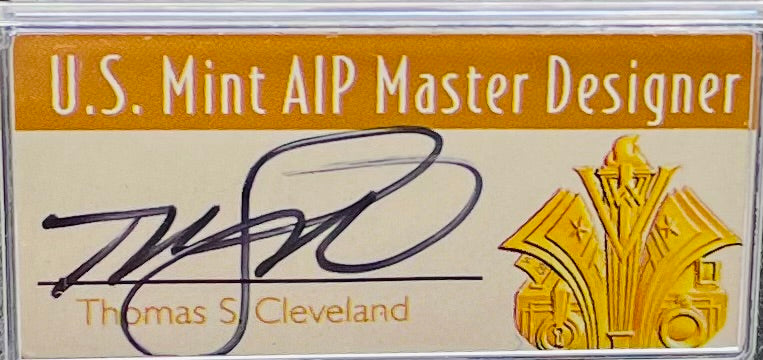 U.S. Mint AIP Master Designer
Thomas S. Cleveland